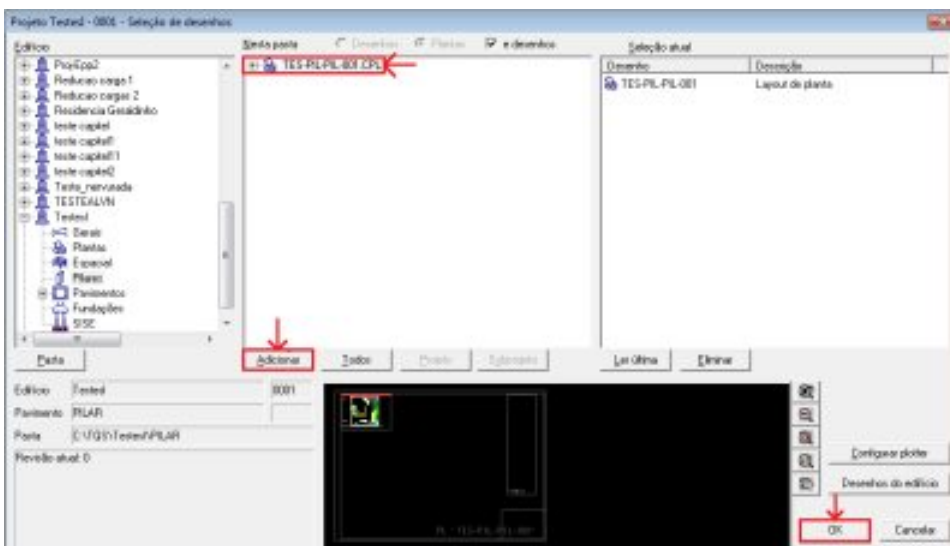 Projeto Testesl - 0001 - Seleção de desenhos
Edifício
Nesta pasta
Desenhos
Plantas
e desenhos
Seleção atual
ProjEpp2
Reducao carga 1
Reducao cargas 2
Residencia Geraldinho
teste capitel
teste capitel1
teste capitel11
teste capitel2
Teste_nervurada
TESTEALVN
Testesl
Gerais
Plantas
Espacial
Pilares
Pavimentos
Fundações
SISE
TES-PIL-PIL-001.CPL
Desenho
Descrição
TES-PIL-PIL-001
Layout de planta
Pasta
Adicionar
Todos
Projeto
Ler última
Eliminar
Edifício
Testesl
0001
Pavimento
PILAR
Pasta
C:\TQS\Testesl\PILAR
Revisão atual: 0
Configurar plotter
Desenhos do edifício
OK
Cancelar